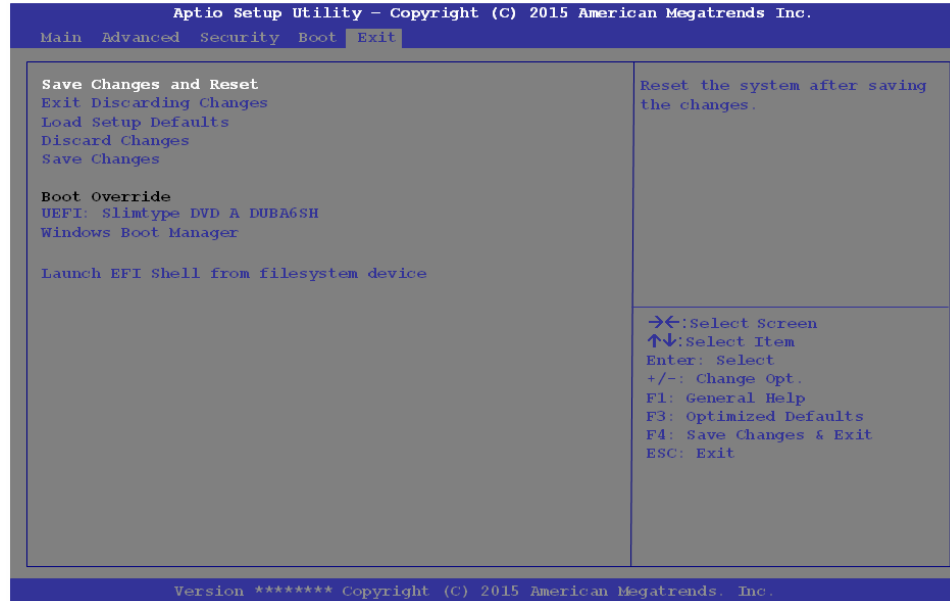 Aptio Setup Utility – Copyright (C) 2015 American Megatrends Inc.
Main Advanced Security Boot Exit
Save Changes and Reset
Exit Discarding Changes
Load Setup Defaults
Discard Changes
Save Changes
Boot Override
UEFI: Slimtype DVD A DUBA6SH
Windows Boot Manager
Launch EFI Shell from filesystem device
Reset the system after saving
the changes.
→←:Select Screen
↑↓:Select Item
Enter: Select
+/-: Change Opt.
F1: General Help
F3: Optimized Defaults
F4: Save Changes & Exit
ESC: Exit
Version ******** Copyright (C) 2015 American Megatrends. Inc.